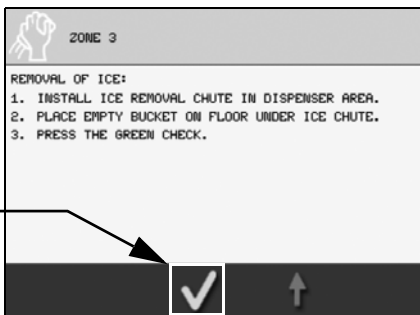 ZONE 3
REMOVAL OF ICE:
1. INSTALL ICE REMOVAL CHUTE IN DISPENSER AREA.
2. PLACE EMPTY BUCKET ON FLOOR UNDER ICE CHUTE.
3. PRESS THE GREEN CHECK.